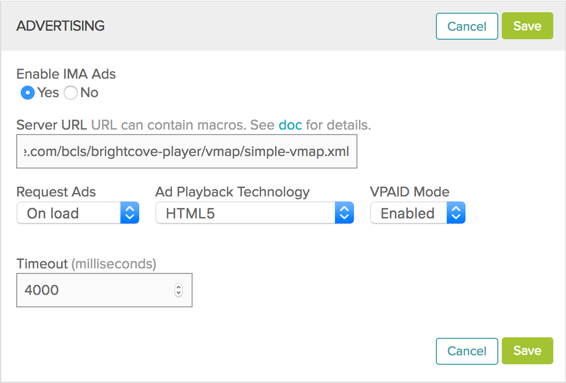 ADVERTISING Cancel Save
Enable IMA Ads
Yes No
Server URL URL can contain macros. See doc for details.
.com/bcls/brightcove-player/vmap/simple-vmap.xml
Request Ads Ad Playback Technology VPAID Mode
On load HTML5 Enabled
Timeout (milliseconds)
4000
Cancel Save